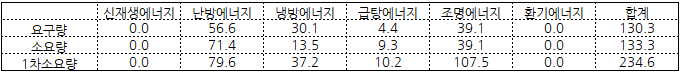 신재생에너지 난방에너지 냉방에너지 급탕에너지 조명에너지 환기에너지 합계
요구량 0.0 56.6 30.1 4.4 39.1 0.0 130.3
소요량 0.0 71.4 13.5 9.3 39.1 0.0 133.3
1차소요량 0.0 79.6 37.2 10.2 107.5 0.0 234.6